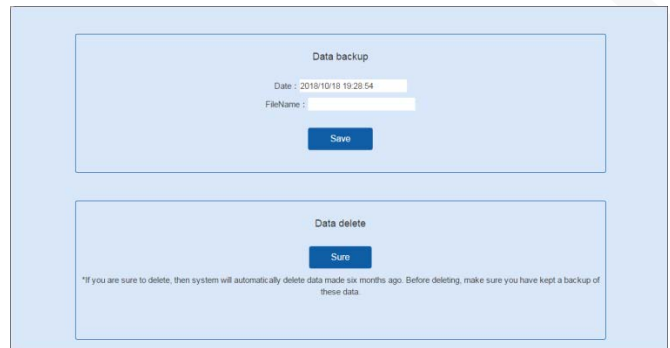 Data backup
Date : 2018/10/18 19:28:54
FileName :
Save
Data delete
Sure
*If you are sure to delete, then system will automatically delete data made six months ago. Before deleting, make sure you have kept a backup of
these data